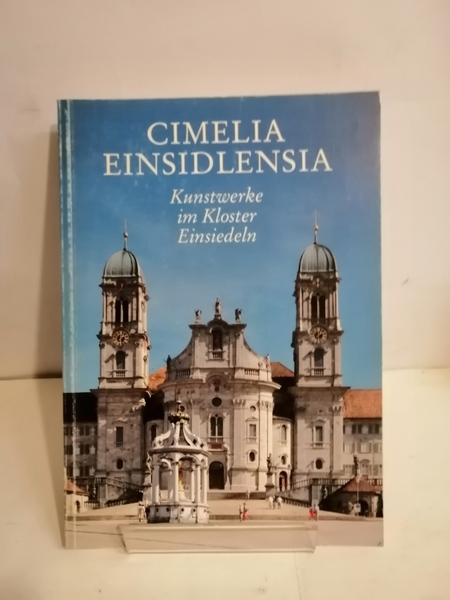 CIMELIA
EINSIDLENSIA
Kunstwerke
im Kloster
Einsiedeln